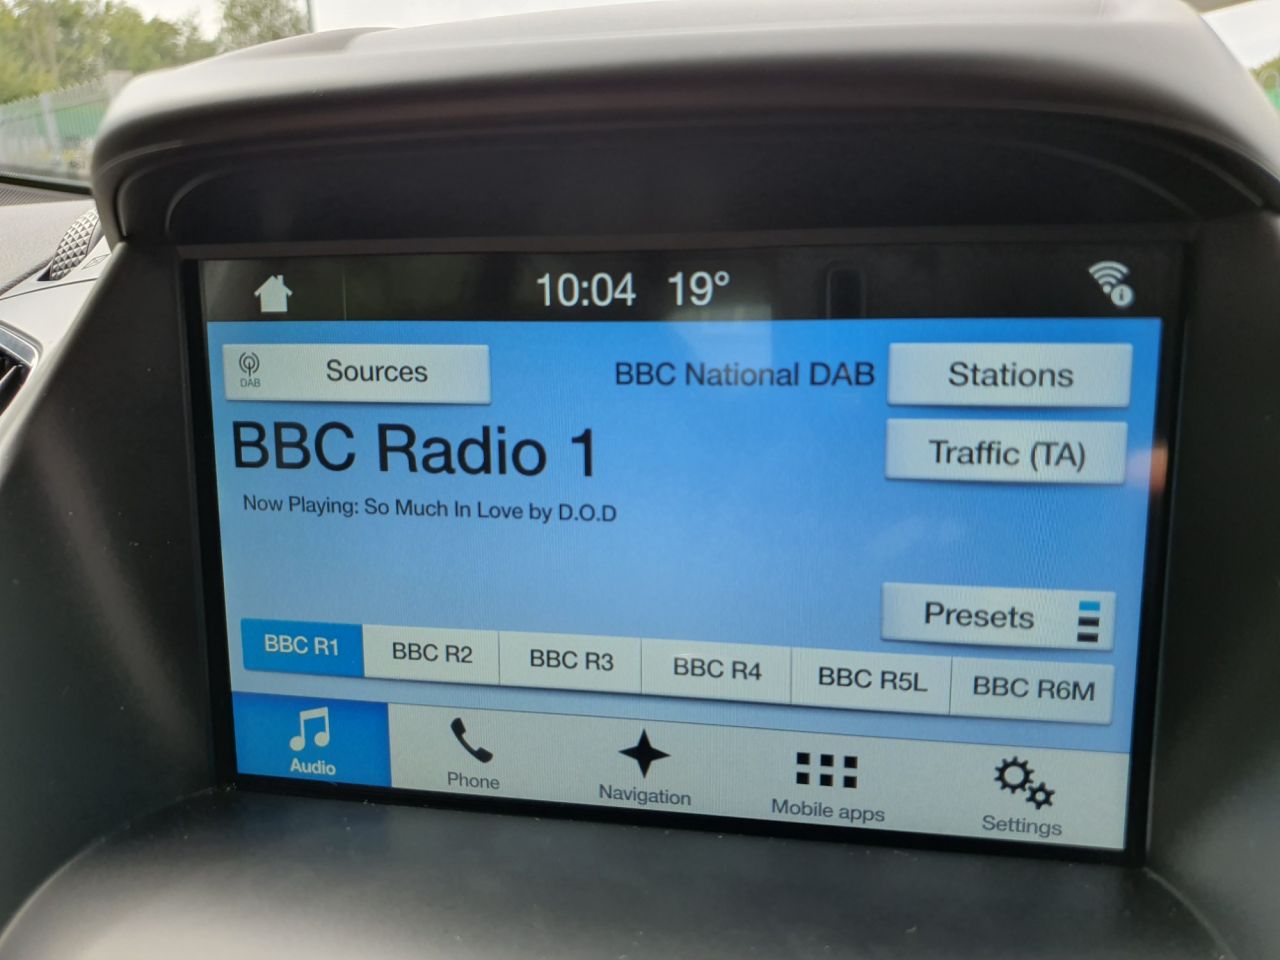 10:04 19°
DAB
Sources
BBC National DAB
Stations
BBC Radio 1
Traffic (TA)
Now Playing: So Much In Love by D.O.D
Presets
BBC R1
BBC R2
BBC R3
BBC R4
BBC R5L
BBC R6M
Audio
Phone
Navigation
Mobile apps
Settings